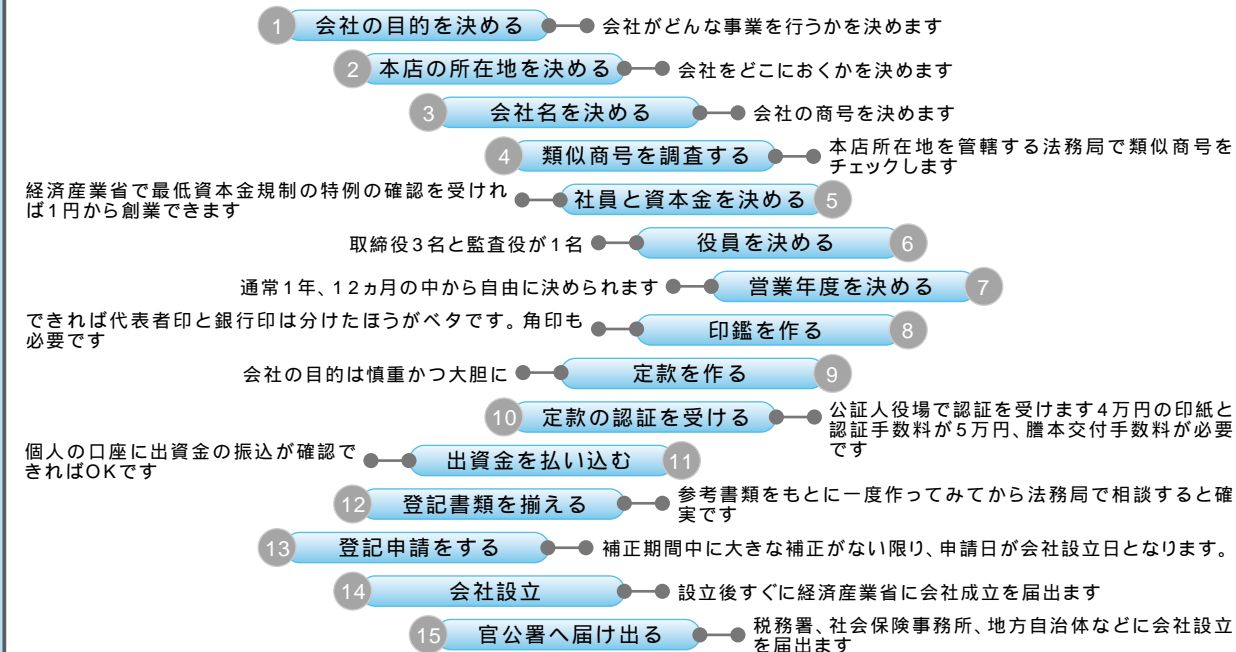 1 会社の目的を決める 会社がどんな事業を行うかを決めます
2 本店の所在地を決める 会社をどこにおくかを決めます
3 会社名を決める 会社の商号を決めます
4 類似商号を調査する 本店所在地を管轄する法務局で類似商号を
チェックします
経済産業省で最低資本金規制の特例の確認を受けれ
ば1円から創業できます
社員と資本金を決める 5
取締役3名と監査役が1名 役員を決める 6
通常1年、12ヵ月の中から自由に決められます 営業年度を決める 7
できれば代表者印と銀行印は分けたほうがベタです。角印も
必要です
印鑑を作る 8
会社の目的は慎重かつ大胆に 定款を作る 9
10 定款の認証を受ける 公証人役場で認証を受けます4万円の印紙と
認証手数料が5万円、謄本交付手数料が必要
です
個人の口座に出資金の振込が確認で
きればOKです
出資金を払い込む 11
12 登記書類を揃える 参考書類をもとに一度作ってみてから法務局で相談すると確
実です
13 登記申請をする 補正期間中に大きな補正がない限り、申請日が会社設立日となります。
14 会社設立 設立後すぐに経済産業省に会社成立を届出ます
15 官公署へ届け出る 税務署、社会保険事務所、地方自治体などに会社設立
を届出ます